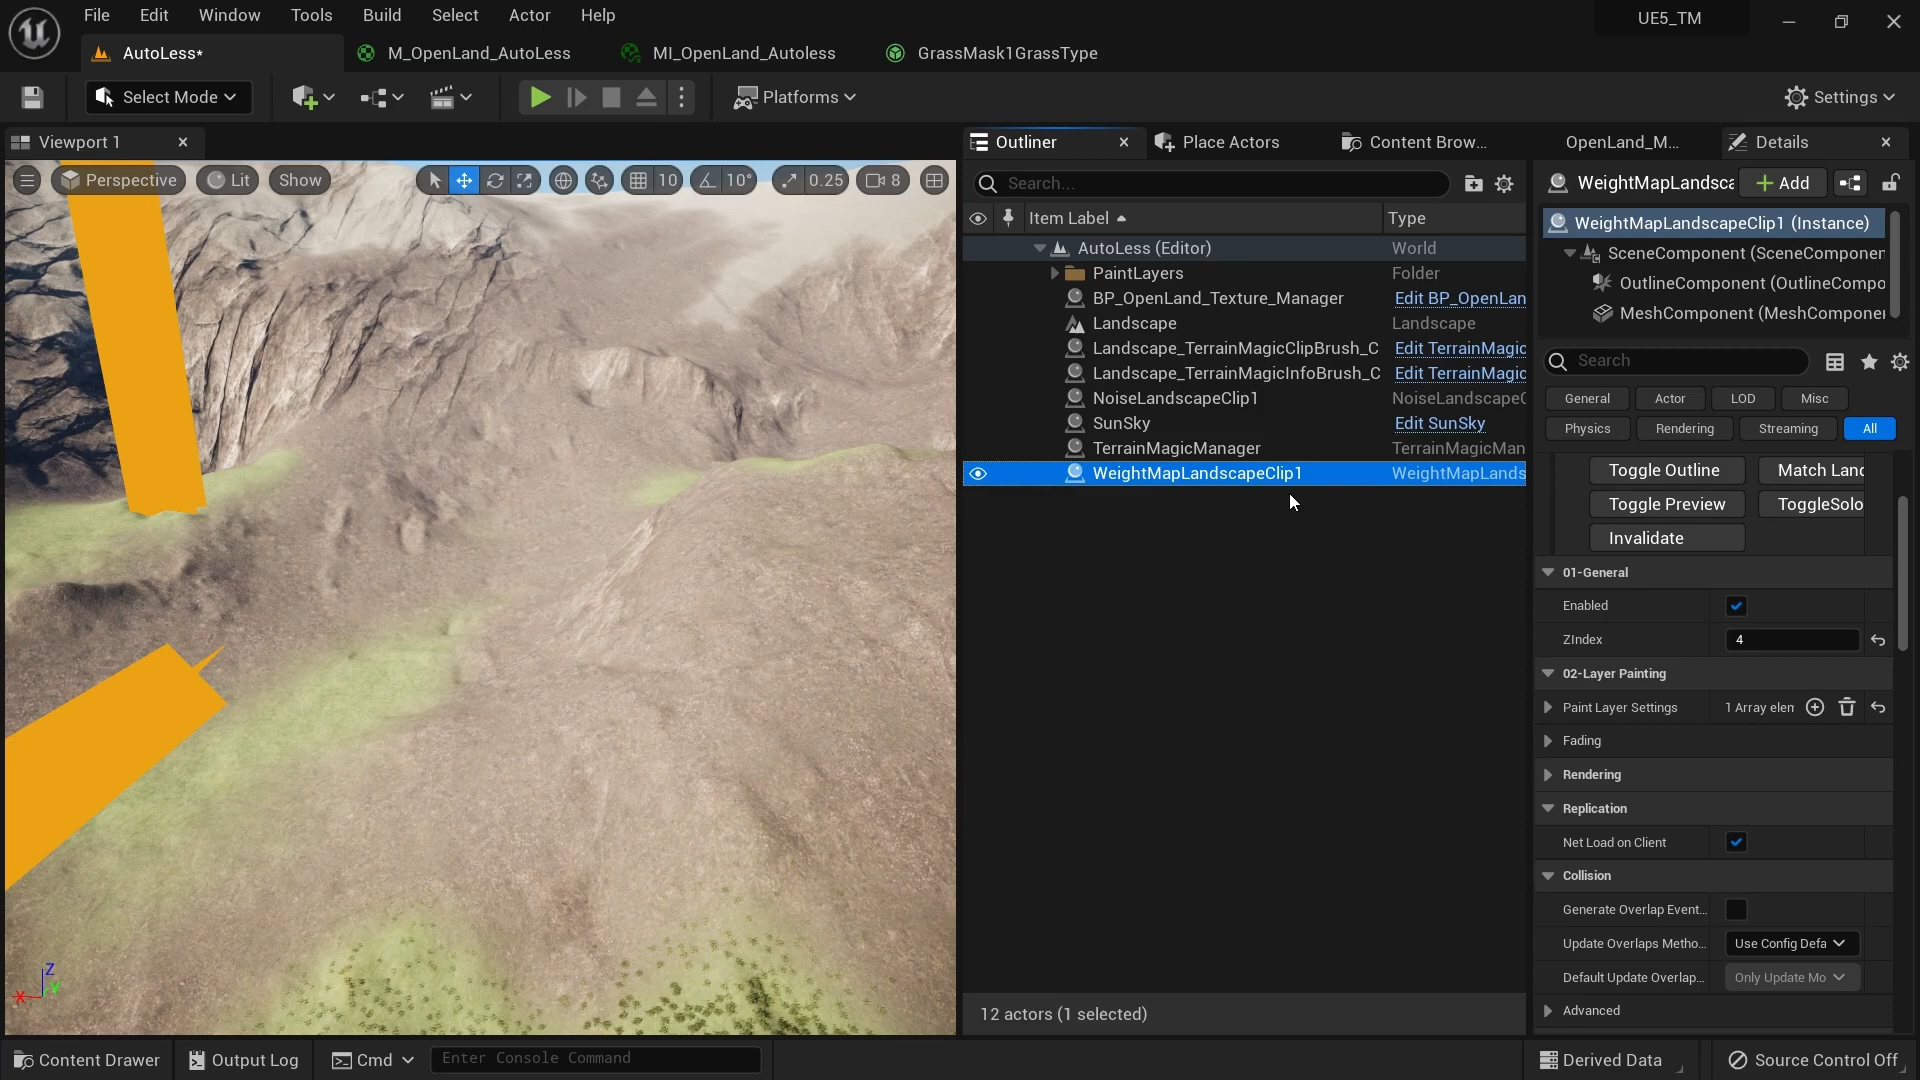 File Edit Window Tools Build Select Actor Help
UE5_TM
AutoLess*
M_OpenLand_AutoLess
MI_OpenLand_Autoless
GrassMask1GrassType
Select Mode
Platforms
Settings
Viewport 1
Outliner
Place Actors
Content Brow...
OpenLand_M...
Details
Perspective
Lit
Show
10
10°
0.25
8
Search...
Item Label
Type
AutoLess (Editor) World
PaintLayers Folder
BP_OpenLand_Texture_Manager Edit BP_OpenLan
Landscape Landscape
Landscape_TerrainMagicClipBrush_C Edit TerrainMagic
Landscape_TerrainMagicInfoBrush_C Edit TerrainMagic
NoiseLandscapeClip1 NoiseLandscapeC
SunSky Edit SunSky
TerrainMagicManager TerrainMagicMan
WeightMapLandscapeClip1 WeightMapLands
12 actors (1 selected)
WeightMapLandsca
Add
WeightMapLandscapeClip1 (Instance)
SceneComponent (SceneComponen
OutlineComponent (OutlineCompo
MeshComponent (MeshComponen
Search
General Actor LOD Misc
Physics Rendering Streaming All
Toggle Outline Match Lanc
Toggle Preview ToggleSolo
Invalidate
01-General
Enabled
ZIndex 4
02-Layer Painting
Paint Layer Settings 1 Array elen
Fading
Rendering
Replication
Net Load on Client
Collision
Generate Overlap Event...
Update Overlaps Metho... Use Config Defa
Default Update Overlap... Only Update Mo
Advanced
Z
Y
X
Content Drawer
Output Log
Cmd
Enter Console Command
Derived Data
Source Control Off